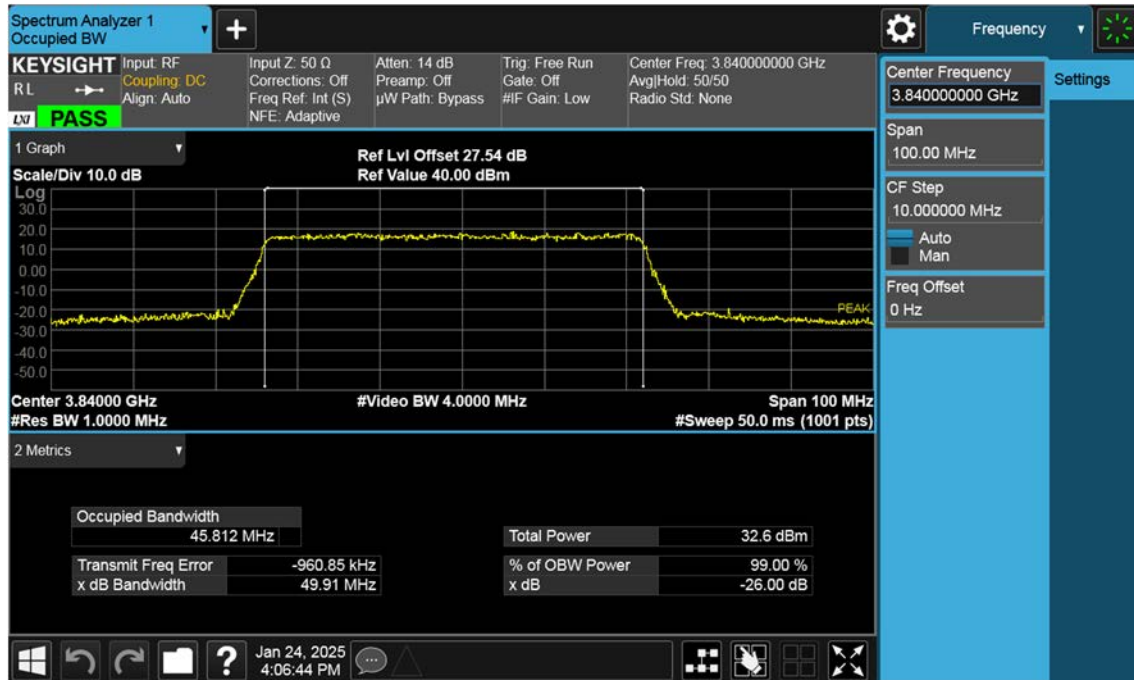 Spectrum Analyzer 1
Occupied BW
+
Frequency
KEYSIGHT
RL
LXI
PASS
Input: RF
Coupling: DC
Align: Auto
Input Z: 50 Ω
Corrections: Off
Freq Ref: Int (S)
NFE: Adaptive
Atten: 14 dB
Preamp: Off
µW Path: Bypass
Trig: Free Run
Gate: Off
#IF Gain: Low
Center Freq: 3.840000000 GHz
Avg|Hold: 50/50
Radio Std: None
Center Frequency
3.840000000 GHz
Settings
Span
100.00 MHz
CF Step
10.000000 MHz
Auto
Man
Freq Offset
0 Hz
1 Graph
Scale/Div 10.0 dB
Ref Lvl Offset 27.54 dB
Ref Value 40.00 dBm
Log
30.0
20.0
10.0
0.00
-10.0
-20.0
-30.0
-40.0
-50.0
PEAK
Center 3.84000 GHz
#Video BW 4.0000 MHz
Span 100 MHz
#Res BW 1.0000 MHz
#Sweep 50.0 ms (1001 pts)
2 Metrics
Occupied Bandwidth
45.812 MHz
Total Power 32.6 dBm
Transmit Freq Error -960.85 kHz
% of OBW Power 99.00 %
x dB Bandwidth 49.91 MHz
x dB -26.00 dB
?
Jan 24, 2025
4:06:44 PM